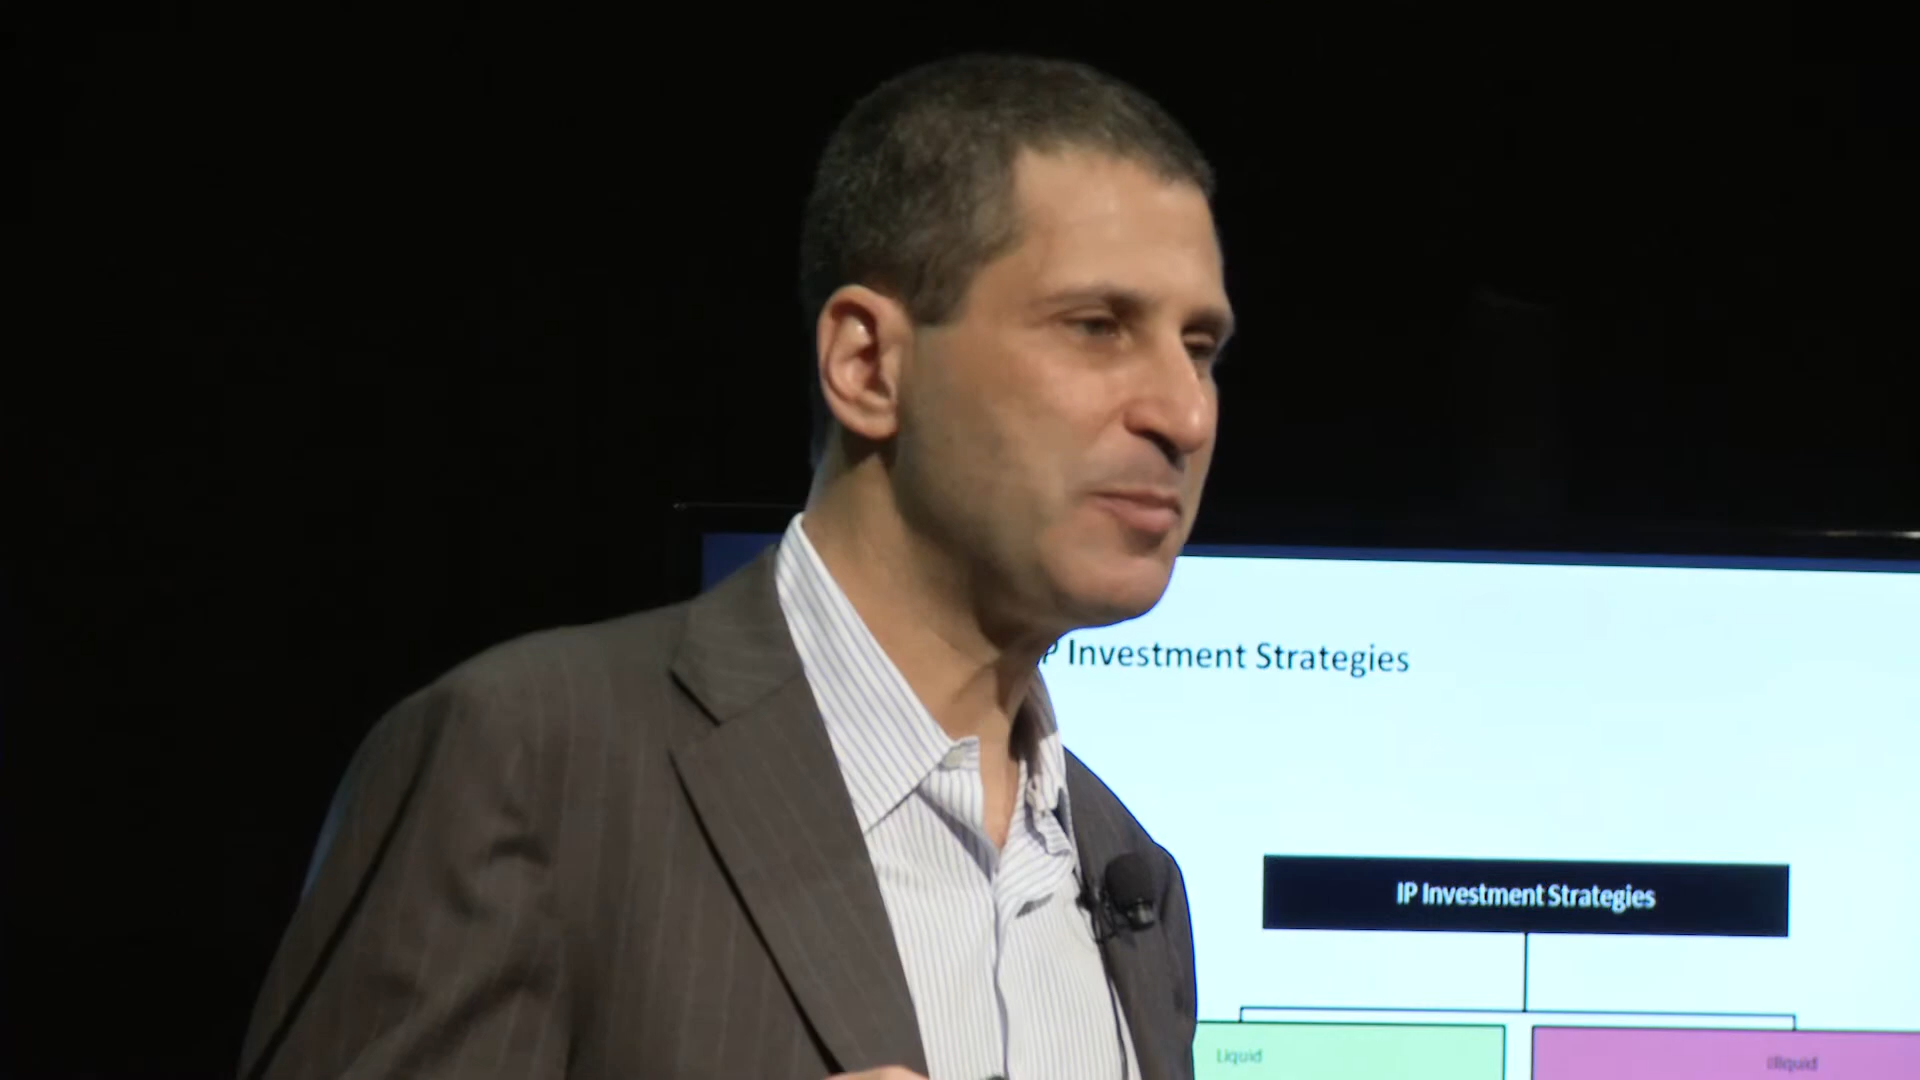 P Investment Strategies
IP Investment Strategies
Liquid
Illiquid